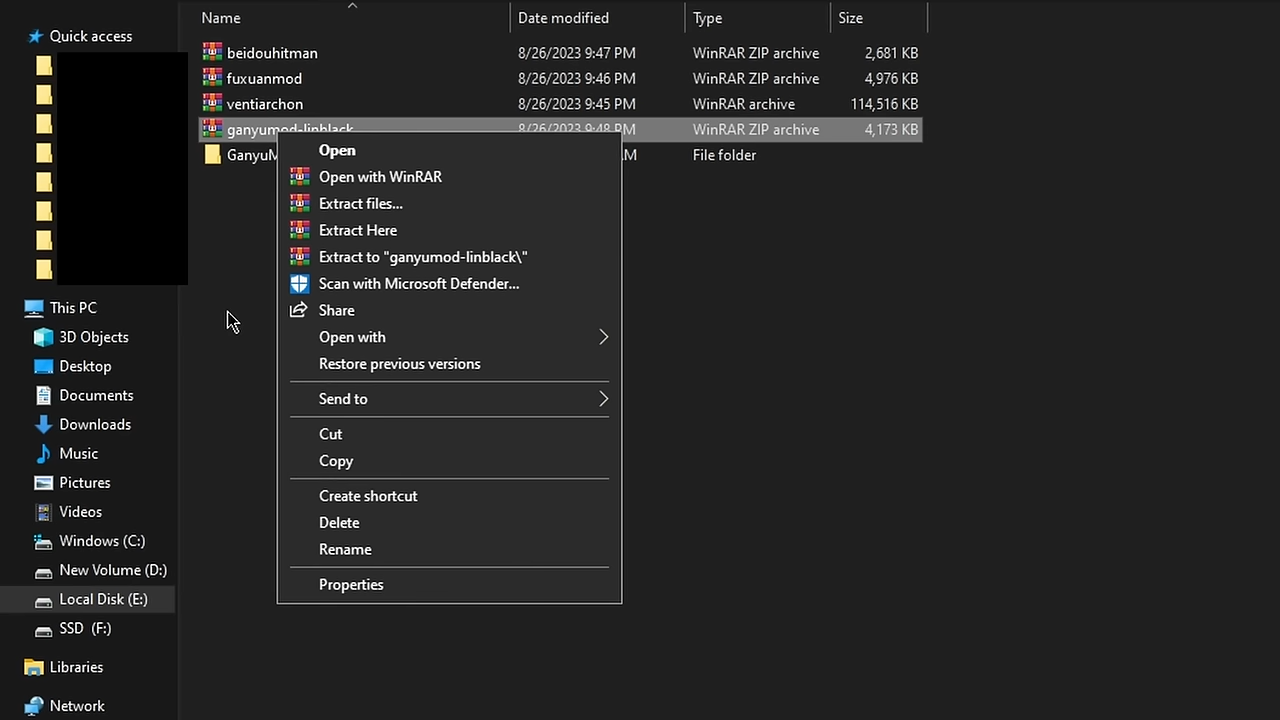 Name Date modified Type Size
Quick access
beidouhitman 8/26/2023 9:47 PM WinRAR ZIP archive 2,681 KB
fuxuanmod 8/26/2023 9:46 PM WinRAR ZIP archive 4,976 KB
ventiarchon 8/26/2023 9:45 PM WinRAR archive 114,516 KB
ganyumod-linblack 8/26/2023 9:48 PM WinRAR ZIP archive 4,173 KB
GanyuM M File folder
Open
Open with WinRAR
Extract files...
Extract Here
Extract to "ganyumod-linblack\"
Scan with Microsoft Defender...
Share
Open with
Restore previous versions
Send to
Cut
Copy
Create shortcut
Delete
Rename
Properties
This PC
3D Objects
Desktop
Documents
Downloads
Music
Pictures
Videos
Windows (C:)
New Volume (D:)
Local Disk (E:)
SSD (F:)
Libraries
Network